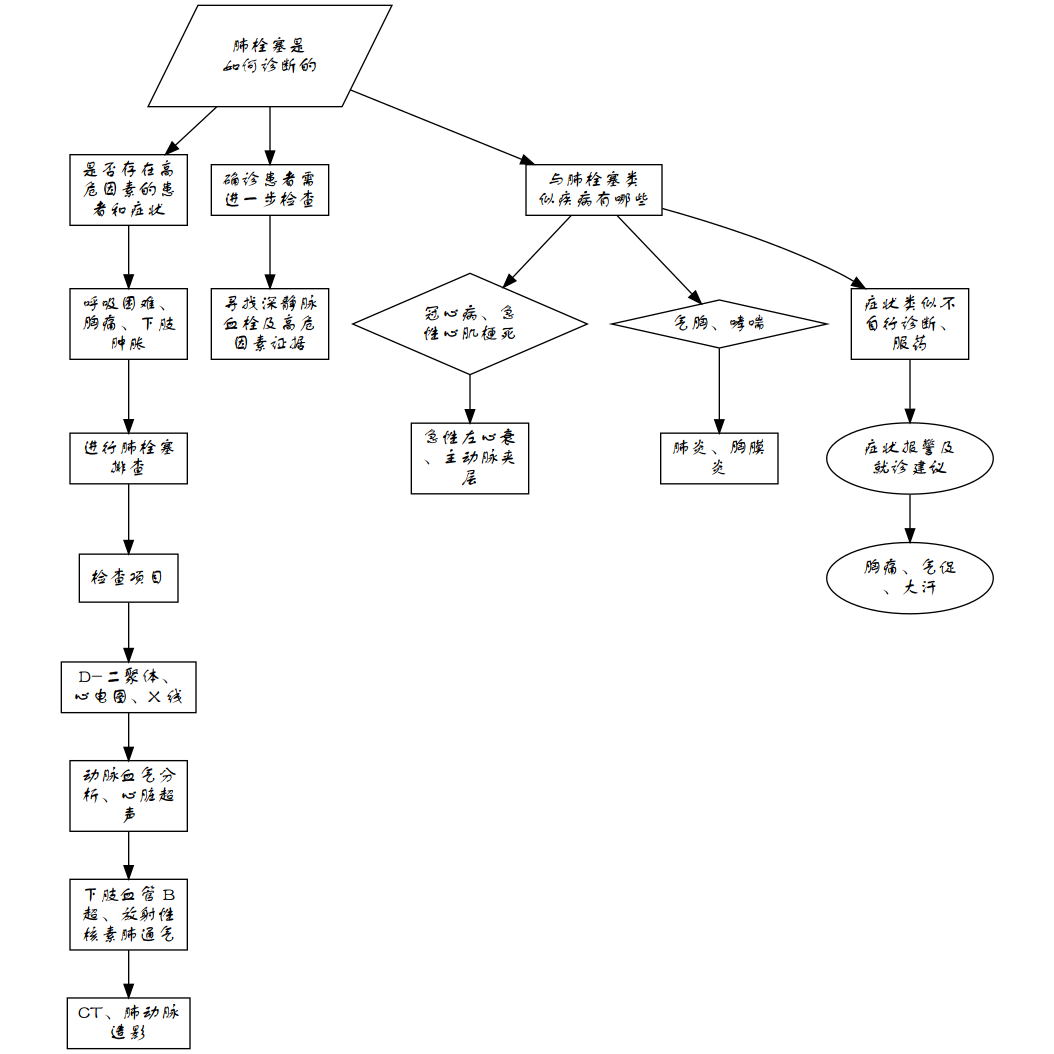 肺栓塞是
如何诊断的
是否存在高
危因素的患
者和症状
确诊患者需
进一步检查
与肺栓塞类
似疾病有哪些
呼吸困难、
胸痛、下肢
肿胀
寻找深静脉
血栓及高危
因素证据
冠心病、急
性心肌梗死
气胸、哮喘
症状类似不
自行诊断、
服药
进行肺栓塞
排查
急性左心衰
、主动脉夹
层
肺炎、胸膜
炎
症状报警及
就诊建议
检查项目
胸痛、气促
、大汗
D-二聚体、
心电图、X线
动脉血气分
析、心脏超
声
下肢血管B
超、放射性
核素肺通气
CT、肺动脉
造影